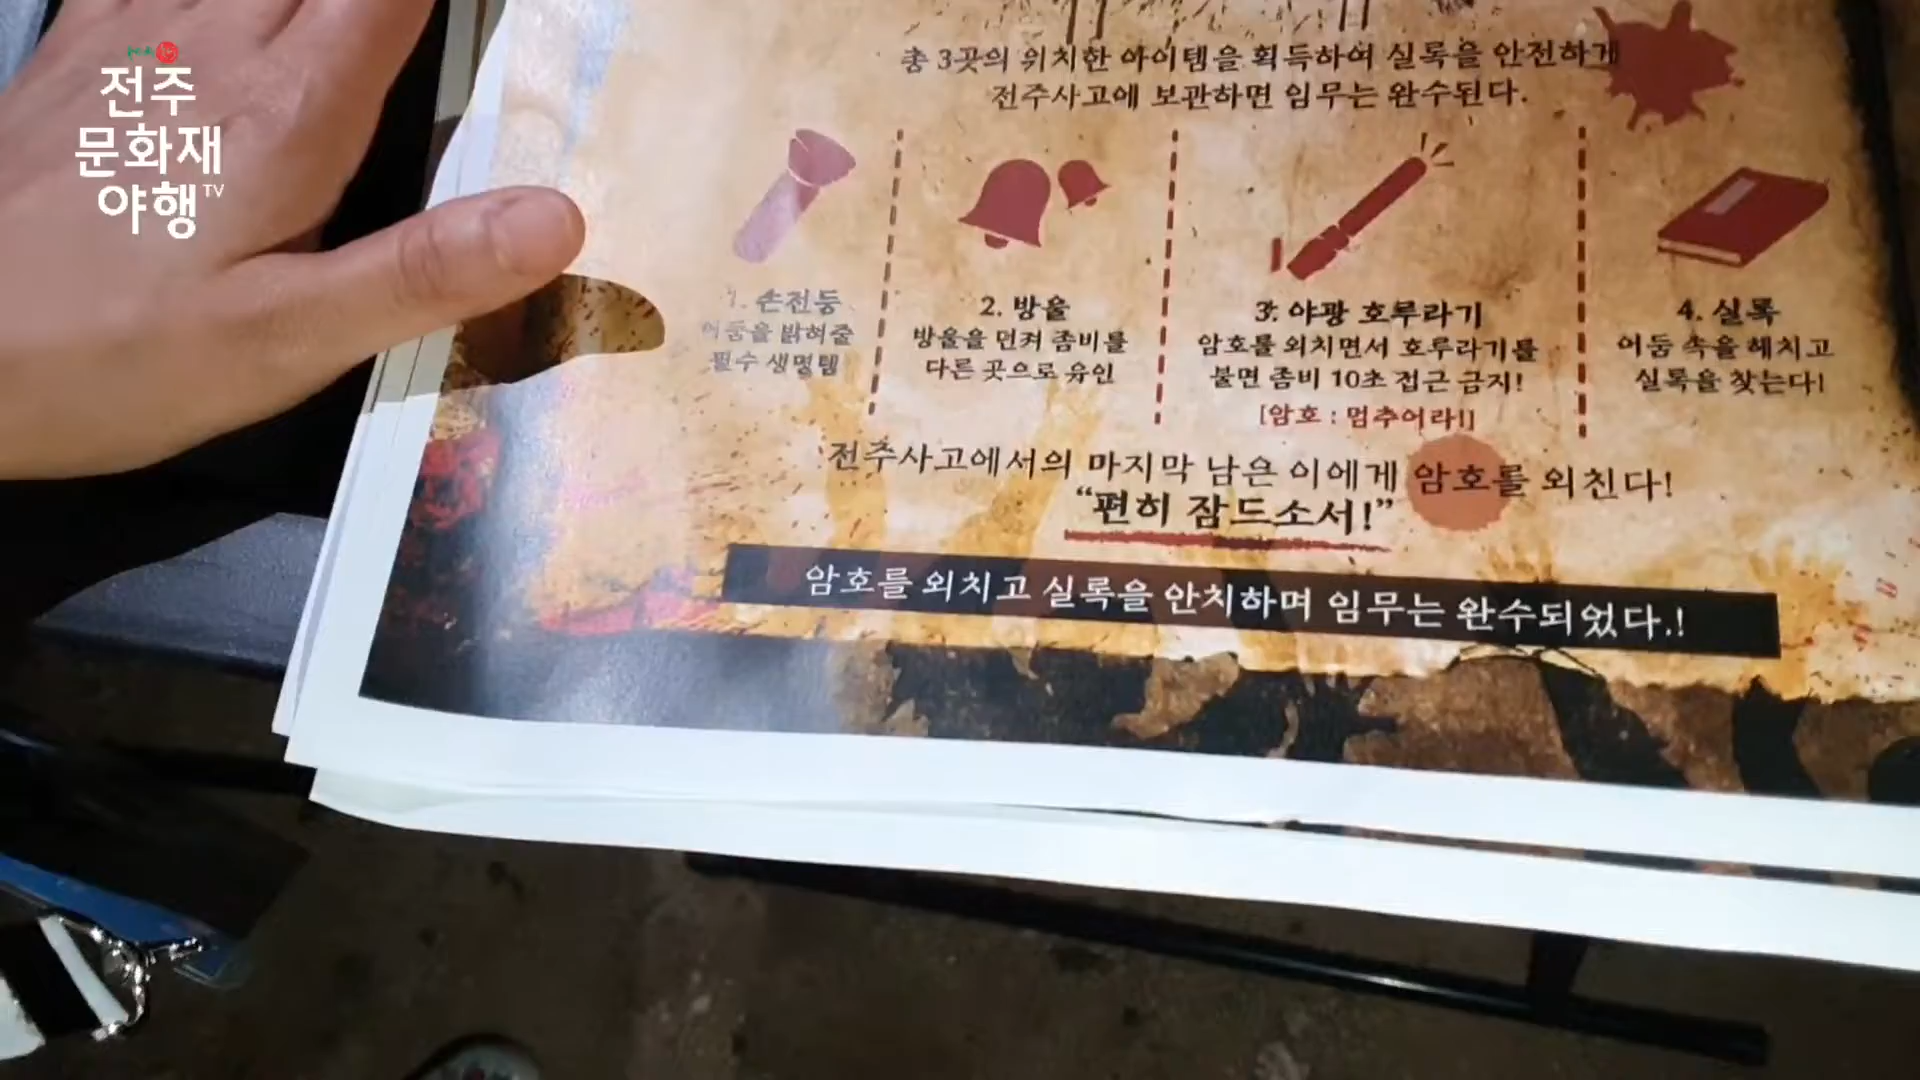 전주
문화재
야행TV
총 3곳의 위치한 아이템을 획득하여 실록을 안전하게
전주사고에 보관하면 임무는 완수된다.
1. 손전등
어둠을 밝혀줄
필수 생명템
2. 방울
방울을 던져 좀비를
다른 곳으로 유인
3. 야광 호루라기
암호를 외치면서 호루라기를
불면 좀비 10초 접근 금지!
[암호 : 멈추어라!]
4. 실록
어둠 속을 헤치고
실록을 찾는다!
전주사고에서의 마지막 남은 이에게 암호를 외친다!
“편히 잠드소서!”
암호를 외치고 실록을 안치하며 임무는 완수되었다.!